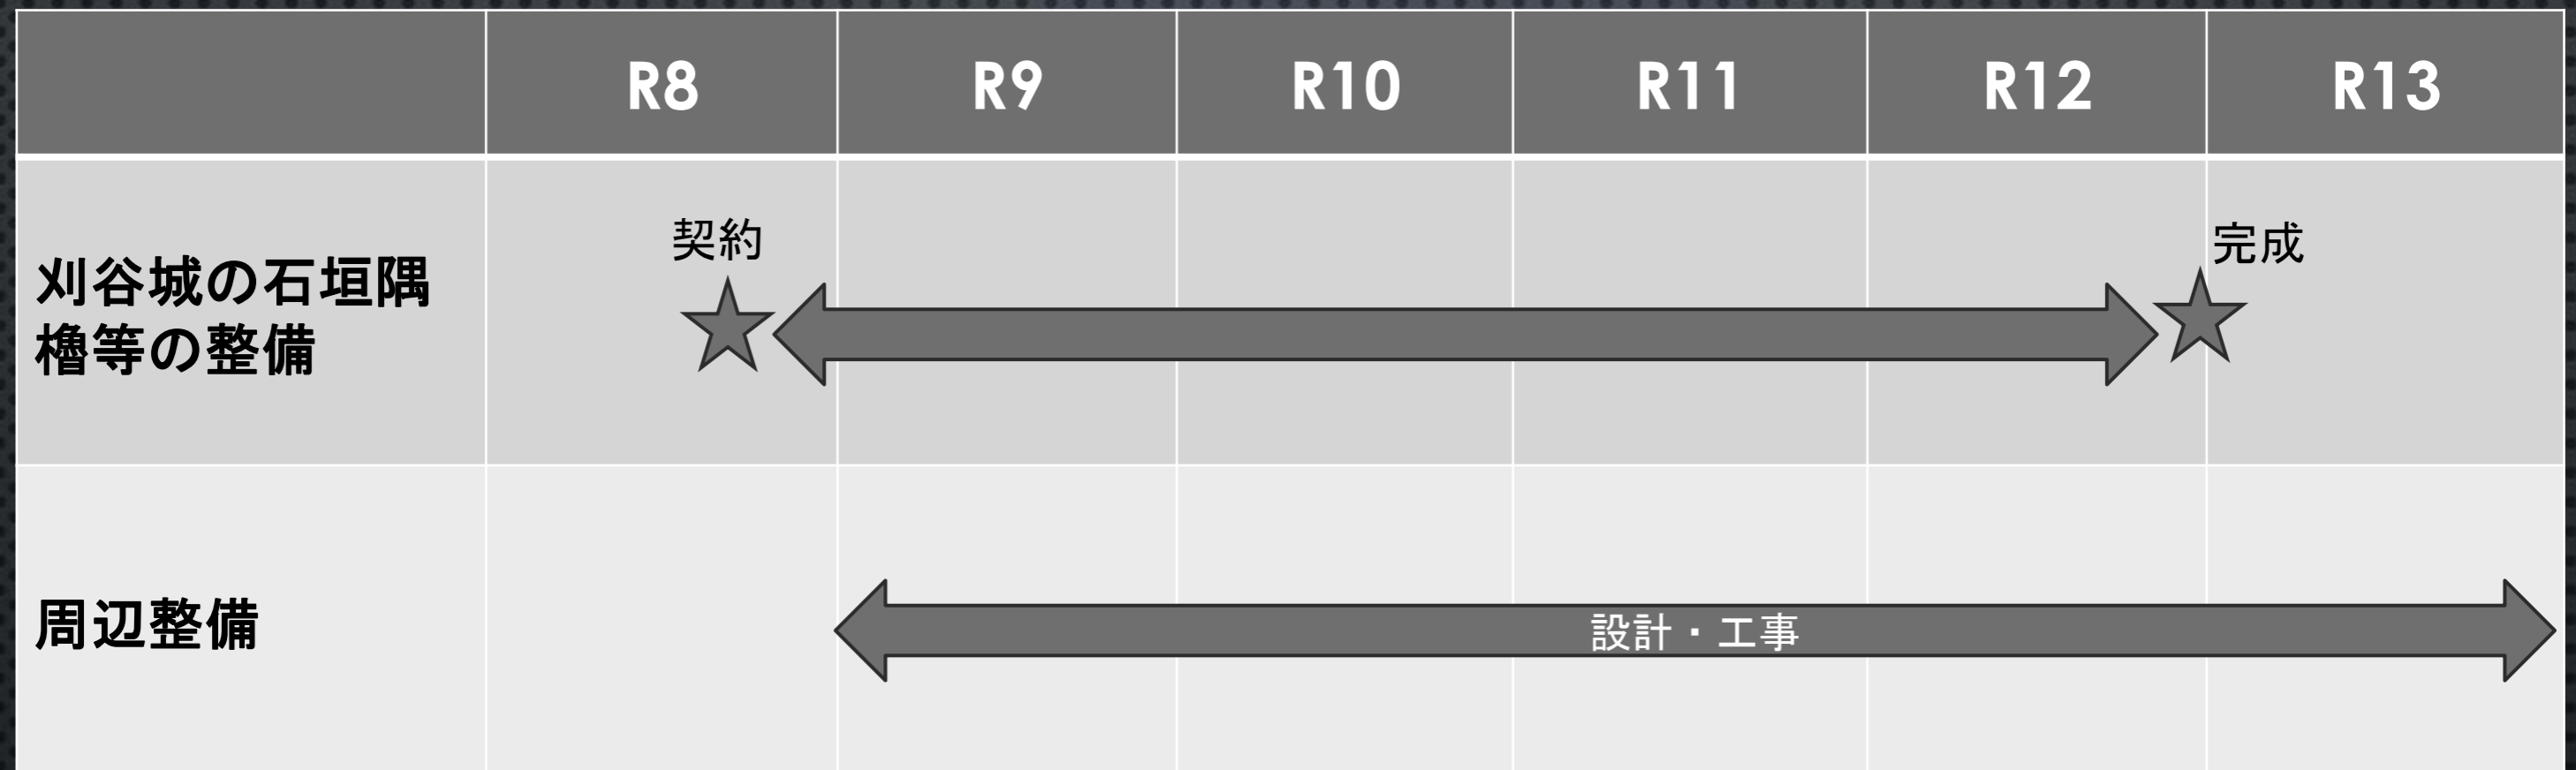 R8 R9 R10 R11 R12 R13
契約
完成
刈谷城の石垣隅
櫓等の整備
周辺整備
設計・工事